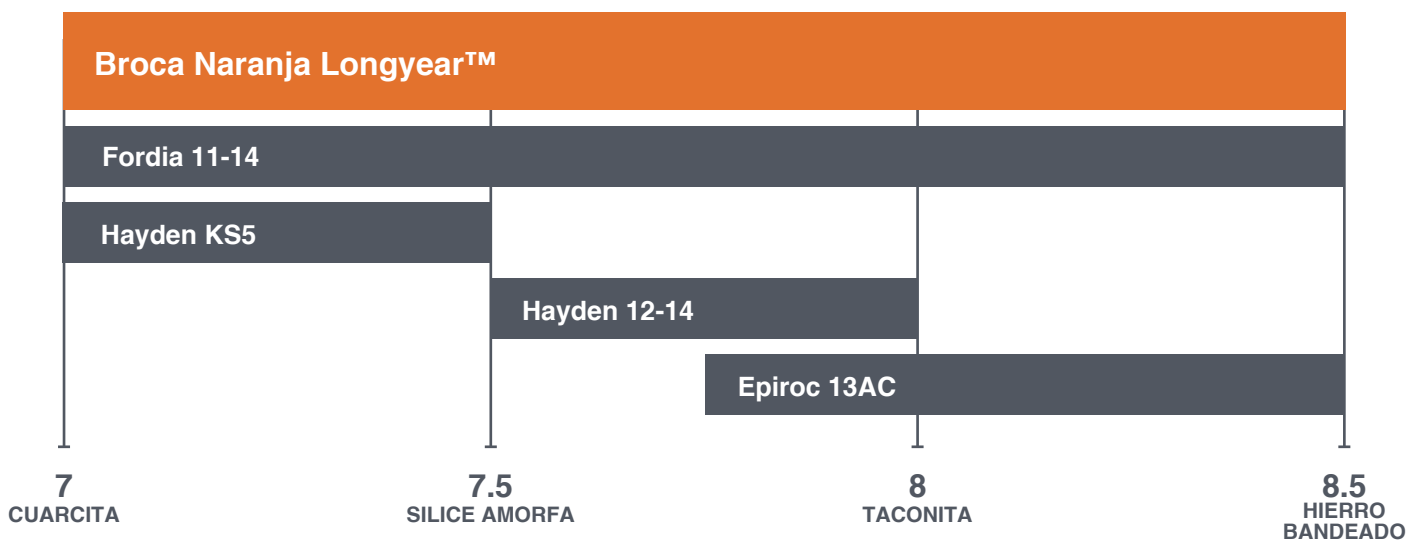 Broca Naranja Longyear™
Fordia 11-14
Hayden KS5
Hayden 12-14
Epiroc 13AC
7
CUARCITA
7.5
SILICE AMORFA
8
TACONITA
8.5
HIERRO
BANDEADO